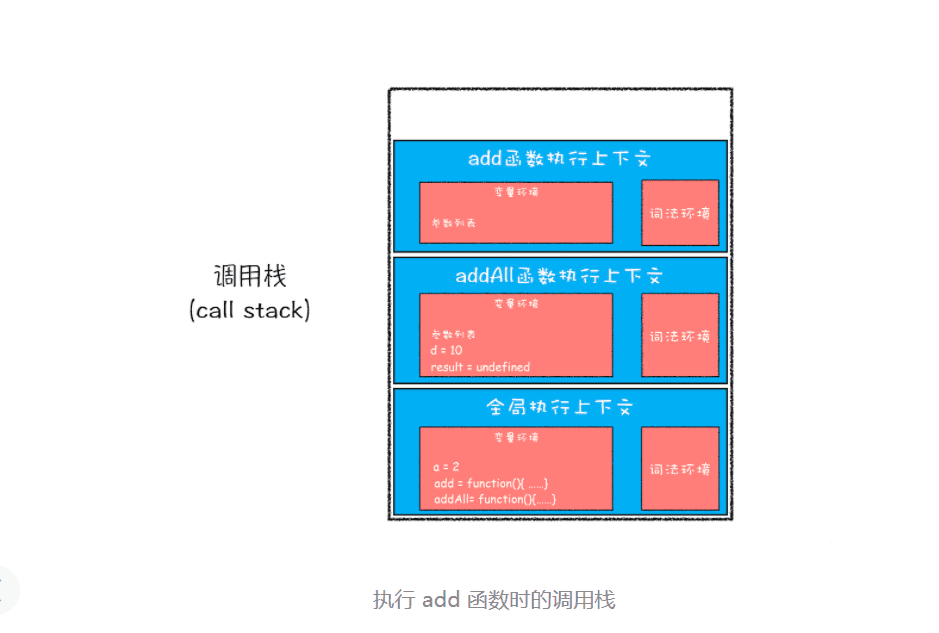 调用栈
(call stack)
add函数执行上下文
变量环境
参数列表
词法环境
addAll函数执行上下文
变量环境
参数列表
d = 10
result = undefined
词法环境
全局执行上下文
变量环境
a = 2
add = function(){ ......}
addAll= function(){......}
词法环境
执行 add 函数时的调用栈